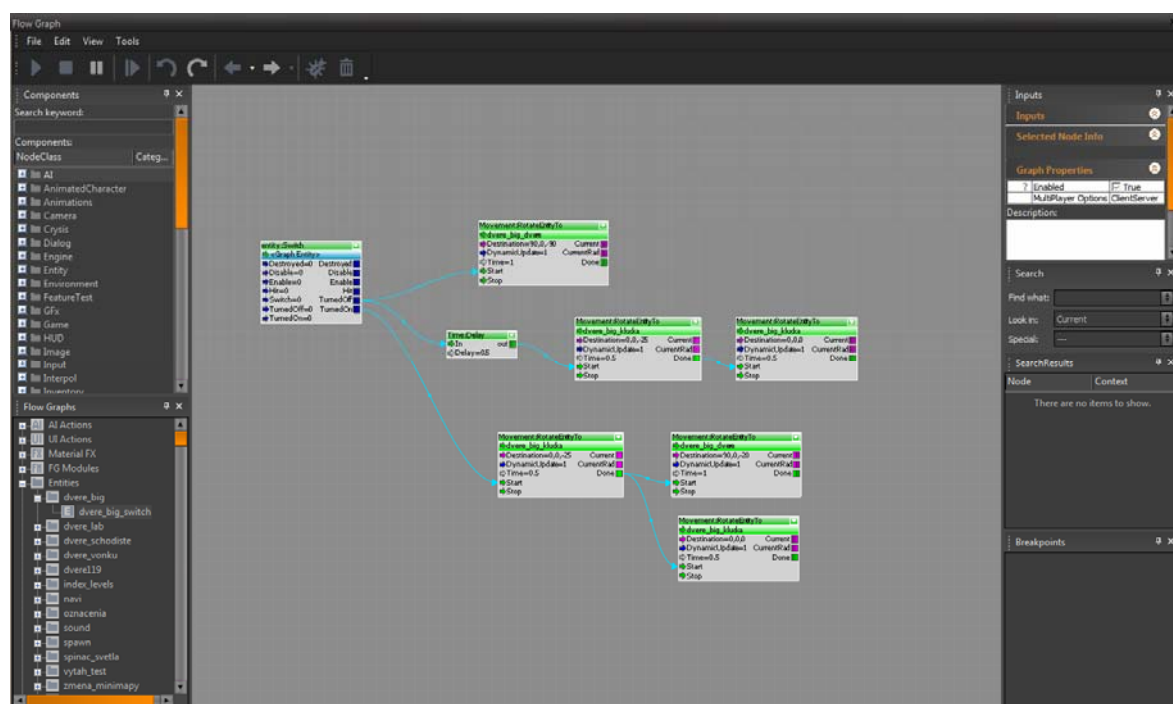 Flow Graph
File Edit View Tools
Components
Search keyword:
Components:
NodeClass Categ...
AI
AnimatedCharacter
Animations
Camera
Crysis
Dialog
Engine
Entity
Environment
FeatureTest
GFx
Game
HUD
Image
Input
Interpol
Inventory
Flow Graphs
AI Actions
UI Actions
Material FX
FG Modules
Entities
dvere_big
dvere_big_switch
dvere_lab
dvere_schodiste
dvere_vonku
dvere119
index_levels
navi
oznacenia
sound
spawn
spinac_svetla
vytah_test
zmena_minimapy
entity:Switch
<Graph Entity>
Destroyed=0 Destroyed
Disable=0 Disable
Enable=0 Enable
Hit=0 Hit
Switch=0 TurnedOff
TurnedOff=0 TurnedOn
TurnedOn=0
Movement:RotateEntityTo
dvere_big_dvere
Destination=90,0,-90 Current
DynamicUpdate=1 CurrentRad
Time=1 Done
Start
Stop
Time:Delay
In out
Delay=0.5
Movement:RotateEntityTo
dvere_big_klucka
Destination=0,0,-25 Current
DynamicUpdate=1 CurrentRad
Time=0.5 Done
Start
Stop
Movement:RotateEntityTo
dvere_big_klucka
Destination=0,0,0 Current
DynamicUpdate=1 CurrentRad
Time=0.5 Done
Start
Stop
Movement:RotateEntityTo
dvere_big_klucka
Destination=0,0,-25 Current
DynamicUpdate=1 CurrentRad
Time=0.5 Done
Start
Stop
Movement:RotateEntityTo
dvere_big_dvere
Destination=90,0,-20 Current
DynamicUpdate=1 CurrentRad
Time=1 Done
Start
Stop
Movement:RotateEntityTo
dvere_big_klucka
Destination=0,0,0 Current
DynamicUpdate=1 CurrentRad
Time=0.5 Done
Start
Stop
Inputs
Inputs
Selected Node Info
Graph Properties
? Enabled True
MultiPlayer Options ClientServer
Description:
Search
Find what:
Look in: Current
Special: ---
SearchResults
Node Context
There are no items to show.
Breakpoints